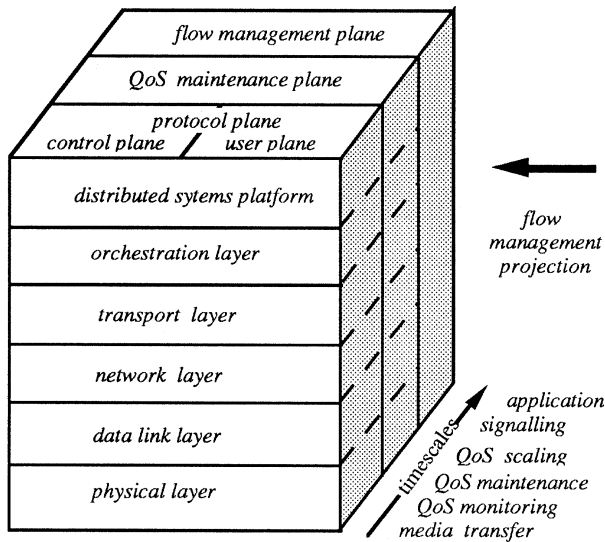 flow management plane
QoS maintenance plane
protocol plane
control plane user plane
distributed sytems platform
orchestration layer
transport layer
network layer
data link layer
physical layer
flow
management
projection
timescales
application
signalling
QoS scaling
QoS maintenance
QoS monitoring
media transfer